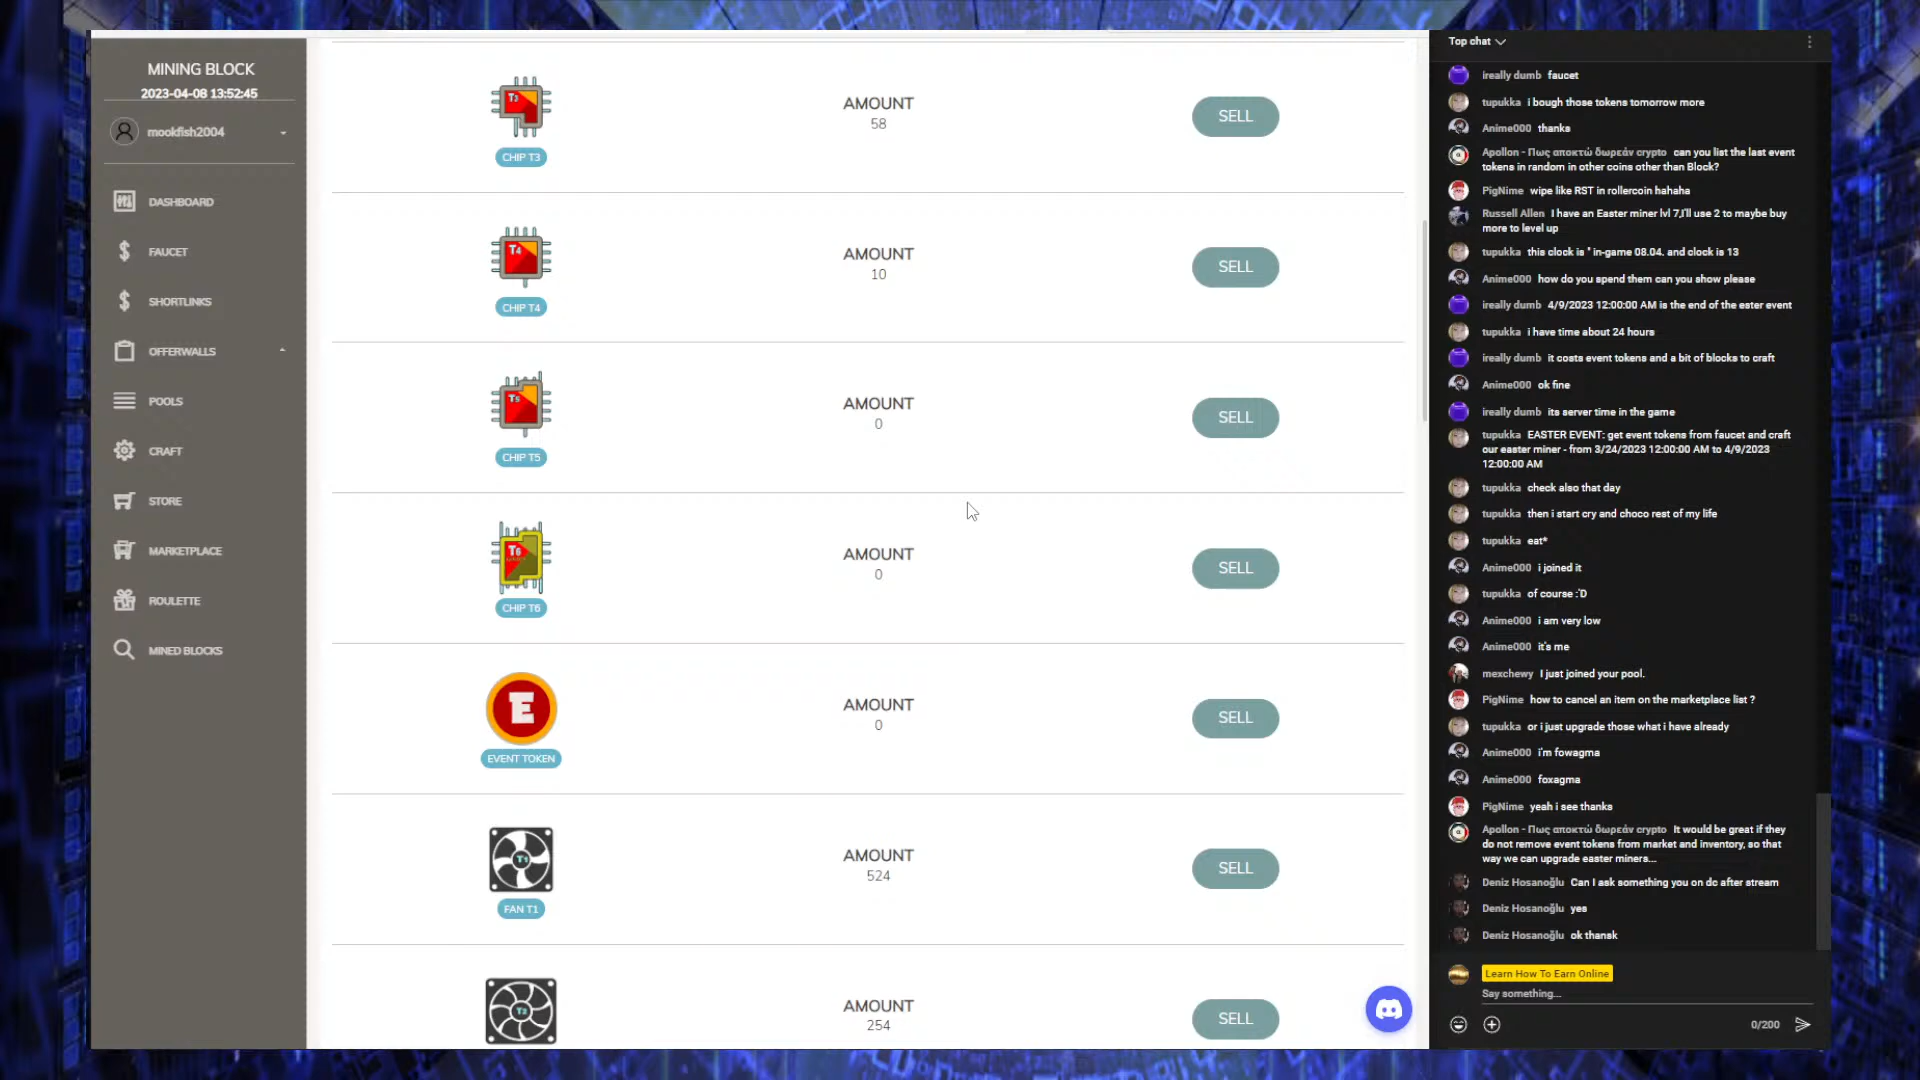 MINING BLOCK
2023-04-08 13:52:45
mookfish2004
DASHBOARD
FAUCET
SHORTLINKS
OFFERWALLS
POOLS
CRAFT
STORE
MARKETPLACE
ROULETTE
MINED BLOCKS
T3
CHIP T3
AMOUNT
58
SELL
T4
CHIP T4
AMOUNT
10
SELL
T5
CHIP T5
AMOUNT
0
SELL
T6
CHIP T6
AMOUNT
0
SELL
E
EVENT TOKEN
AMOUNT
0
SELL
T1
FAN T1
AMOUNT
524
SELL
T2
AMOUNT
254
SELL
Top chat
ireally dumb faucet
tupukka i bough those tokens tomorrow more
Anime000 thanks
Apollon - Πως αποκτώ δωρεάν crypto can you list the last event
tokens in random in other coins other than Block?
PigNime wipe like RST in rollercoin hahaha
Russell Allen I have an Easter miner lvl 7,I'll use 2 to maybe buy
more to level up
tupukka this clock is " in-game 08.04. and clock is 13
Anime000 how do you spend them can you show please
ireally dumb 4/9/2023 12:00:00 AM is the end of the ester event
tupukka i have time about 24 hours
ireally dumb it costs event tokens and a bit of blocks to craft
Anime000 ok fine
ireally dumb its server time in the game
tupukka EASTER EVENT: get event tokens from faucet and craft
our easter miner - from 3/24/2023 12:00:00 AM to 4/9/2023
12:00:00 AM
tupukka check also that day
tupukka then i start cry and choco rest of my life
tupukka eat*
Anime000 i joined it
tupukka of course :'D
Anime000 i am very low
Anime000 it's me
mexchewy I just joined your pool.
PigNime how to cancel an item on the marketplace list ?
tupukka or i just upgrade those what i have already
Anime000 i'm fowagma
Anime000 foxagma
PigNime yeah i see thanks
Apollon - Πως αποκτώ δωρεάν crypto It would be great if they
do not remove event tokens from market and inventory, so that
way we can upgrade easter miners...
Deniz Hosanoğlu Can I ask something you on dc after stream
Deniz Hosanoğlu yes
Deniz Hosanoğlu ok thansk
Learn How To Earn Online
Say something...
0/200